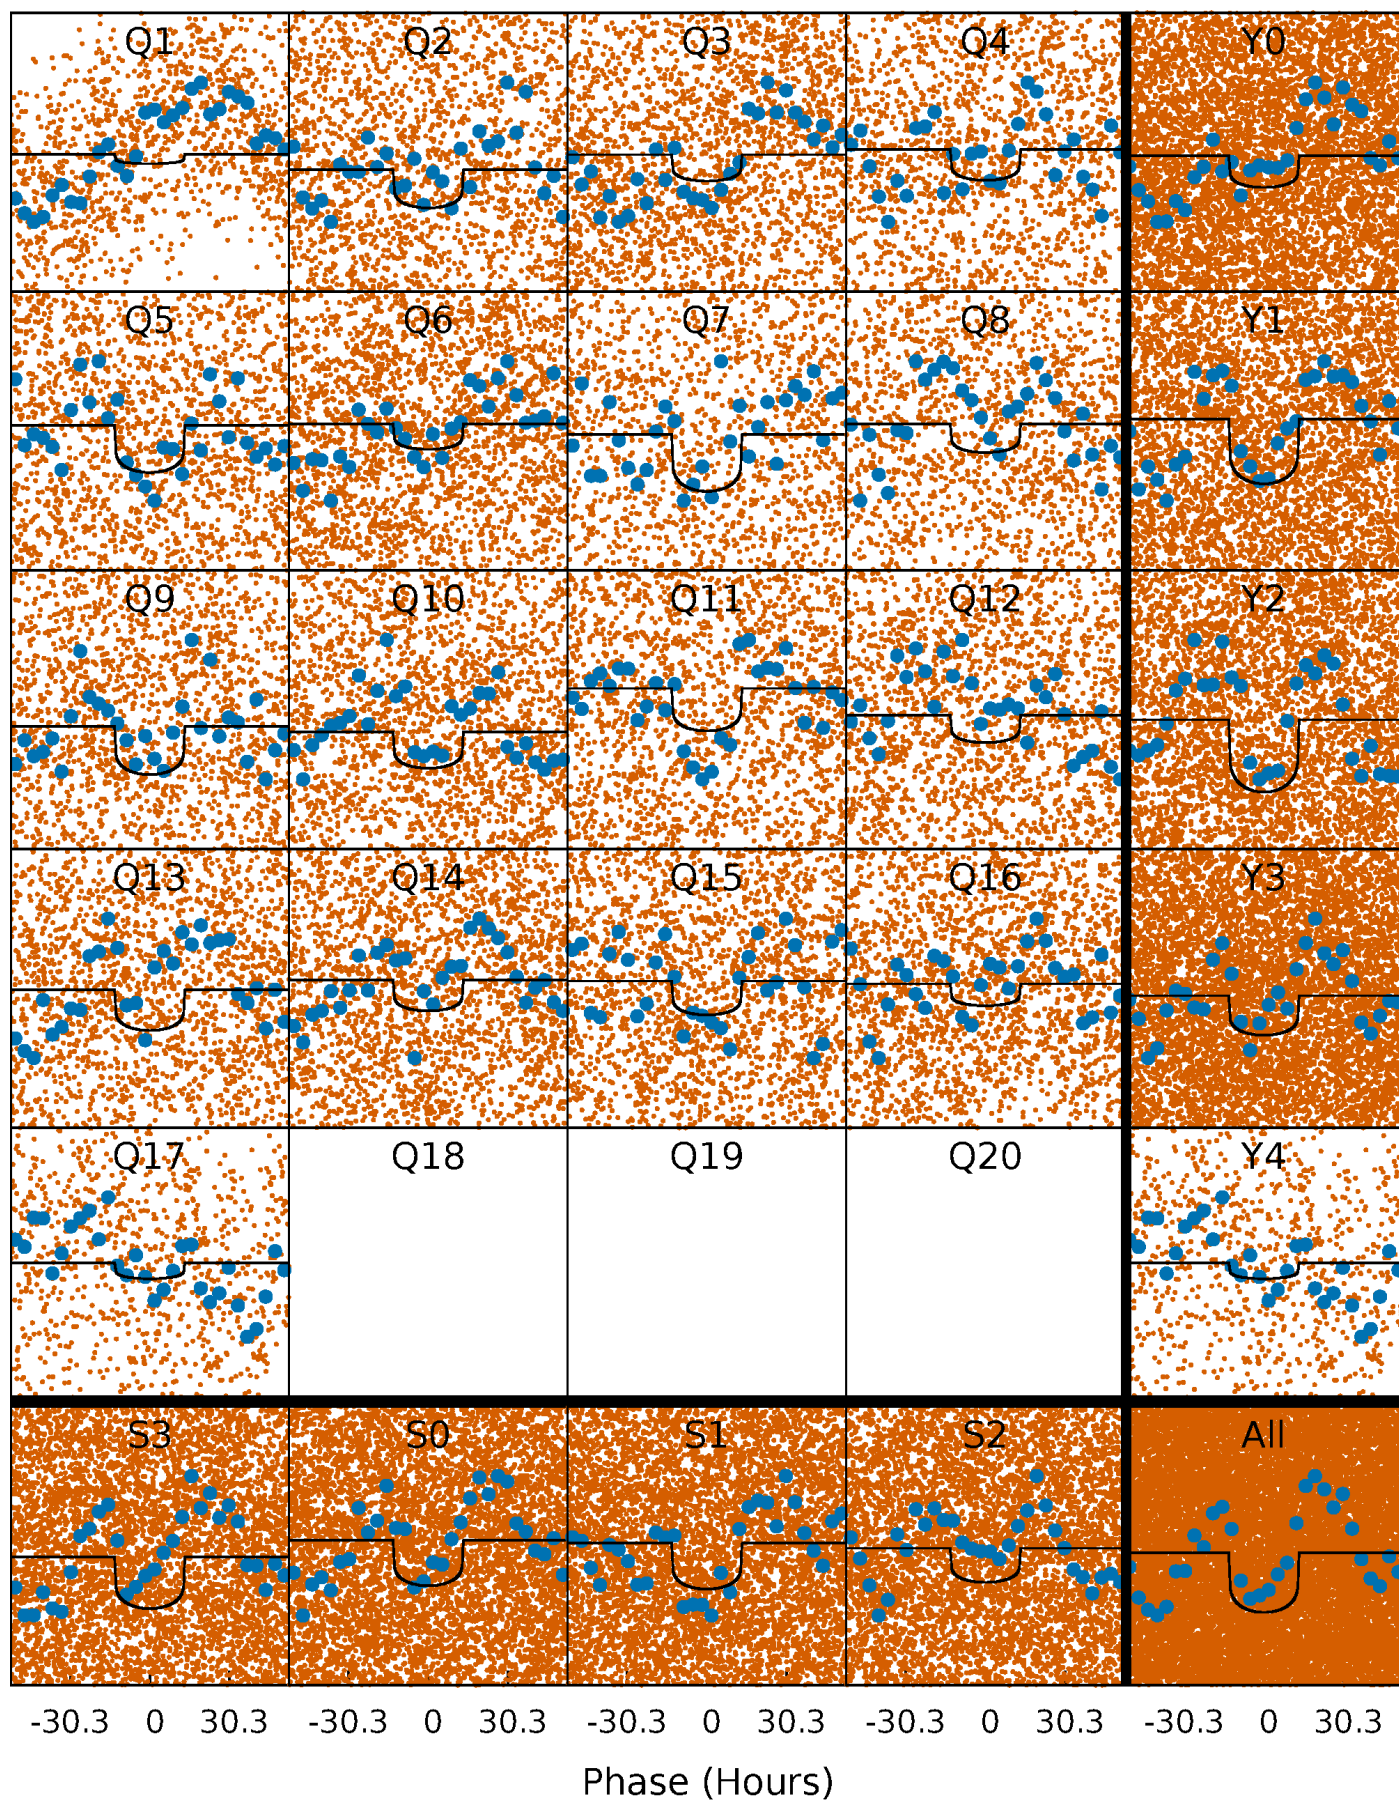 Q1 Q2 Q3 Q4 Y0
Q5 Q6 Q7 Q8 Y1
Q9 Q10 Q11 Q12 Y2
Q13 Q14 Q15 Q16 Y3
Q17 Q18 Q19 Q20 Y4
S3 S0 S1 S2 All
-30.3 0 30.3 -30.3 0 30.3 -30.3 0 30.3 -30.3 0 30.3 -30.3 0 30.3
Phase (Hours)